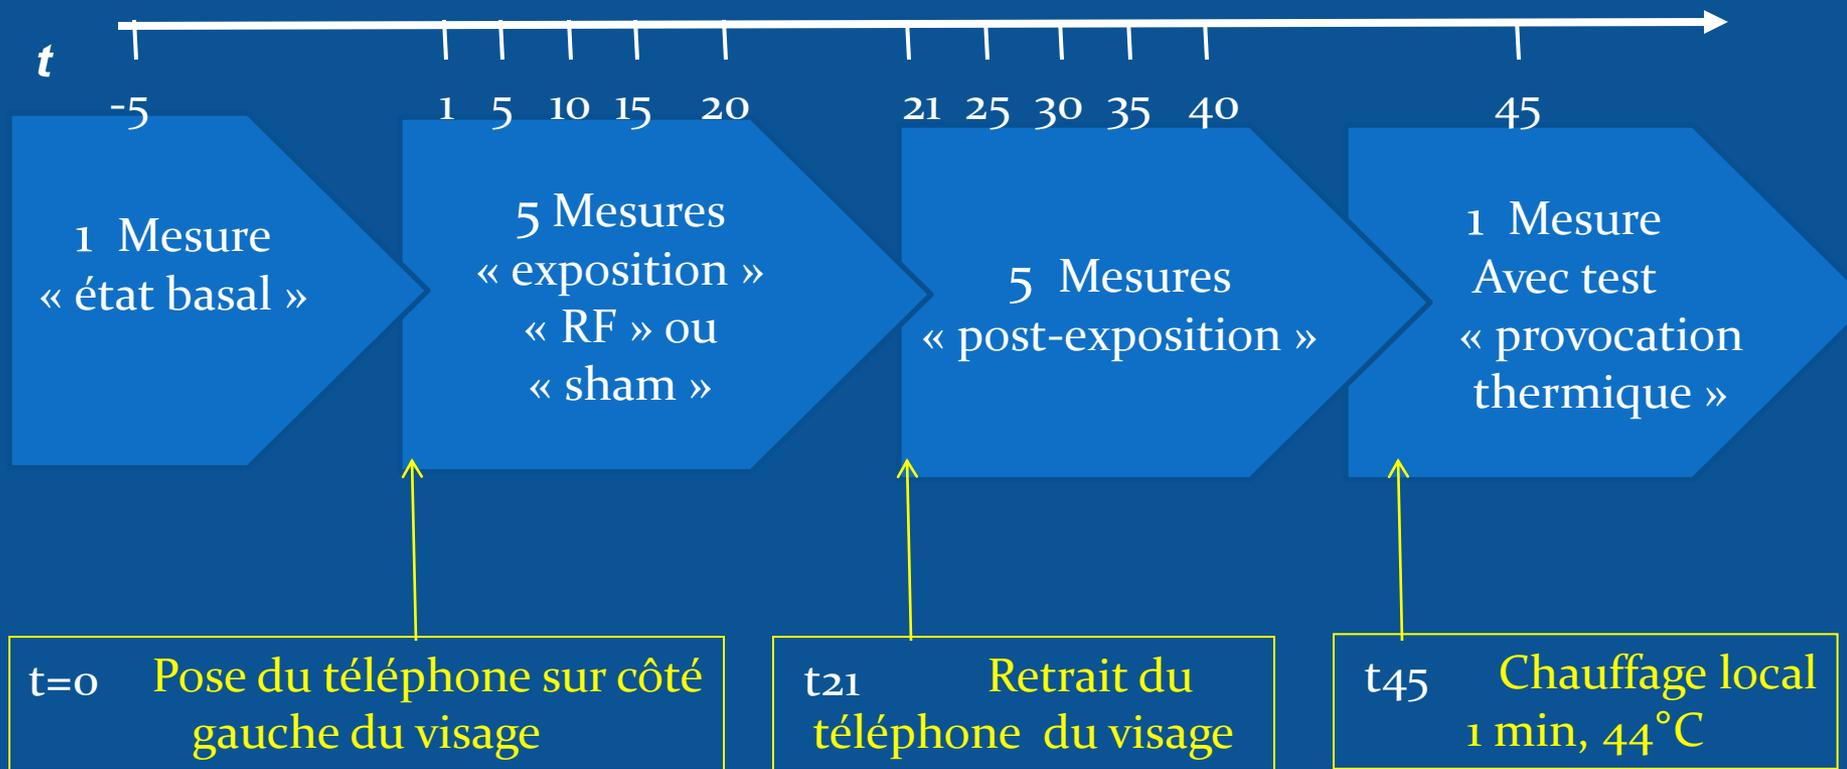 t
-5 1 5 10 15 20 21 25 30 35 40 45
1 Mesure
« état basal »
5 Mesures
« exposition »
« RF » ou
« sham »
5 Mesures
« post-exposition »
1 Mesure
Avec test
« provocation
thermique »
t=0 Pose du téléphone sur côté
gauche du visage
t21 Retrait du
téléphone du visage
t45 Chauffage local
1 min, 44°C